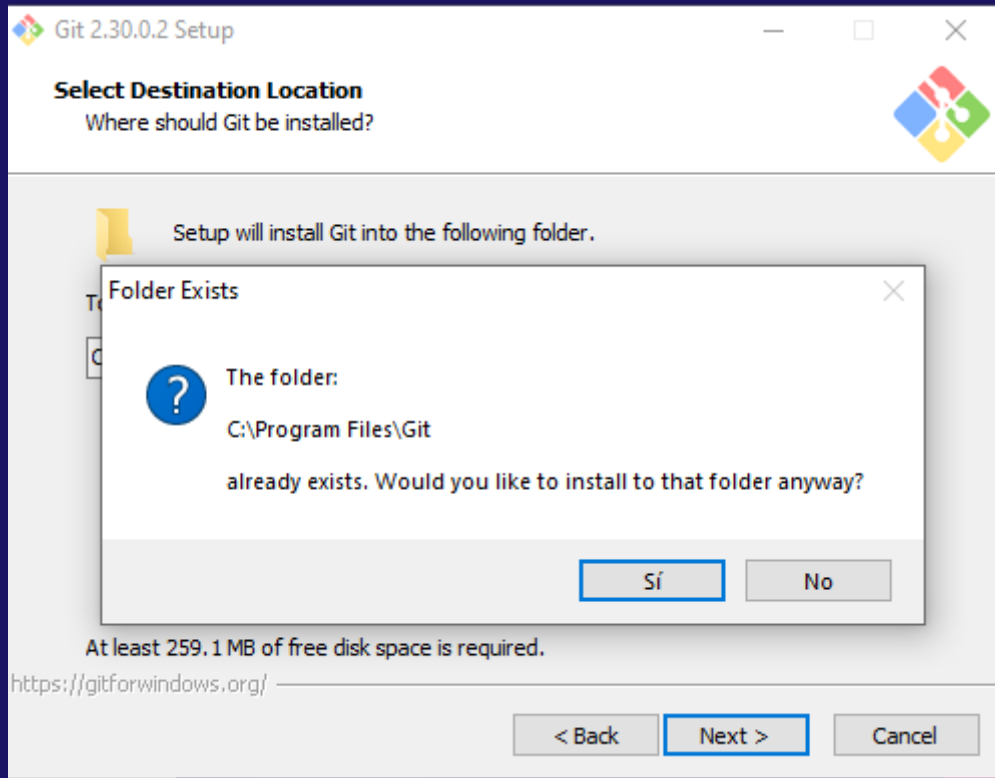 Git 2.30.0.2 Setup
Select Destination Location
Where should Git be installed?
Setup will install Git into the following folder.
Folder Exists
The folder:
C:\Program Files\Git
already exists. Would you like to install to that folder anyway?
Sí No
At least 259.1 MB of free disk space is required.
https://gitforwindows.org/
< Back Next > Cancel